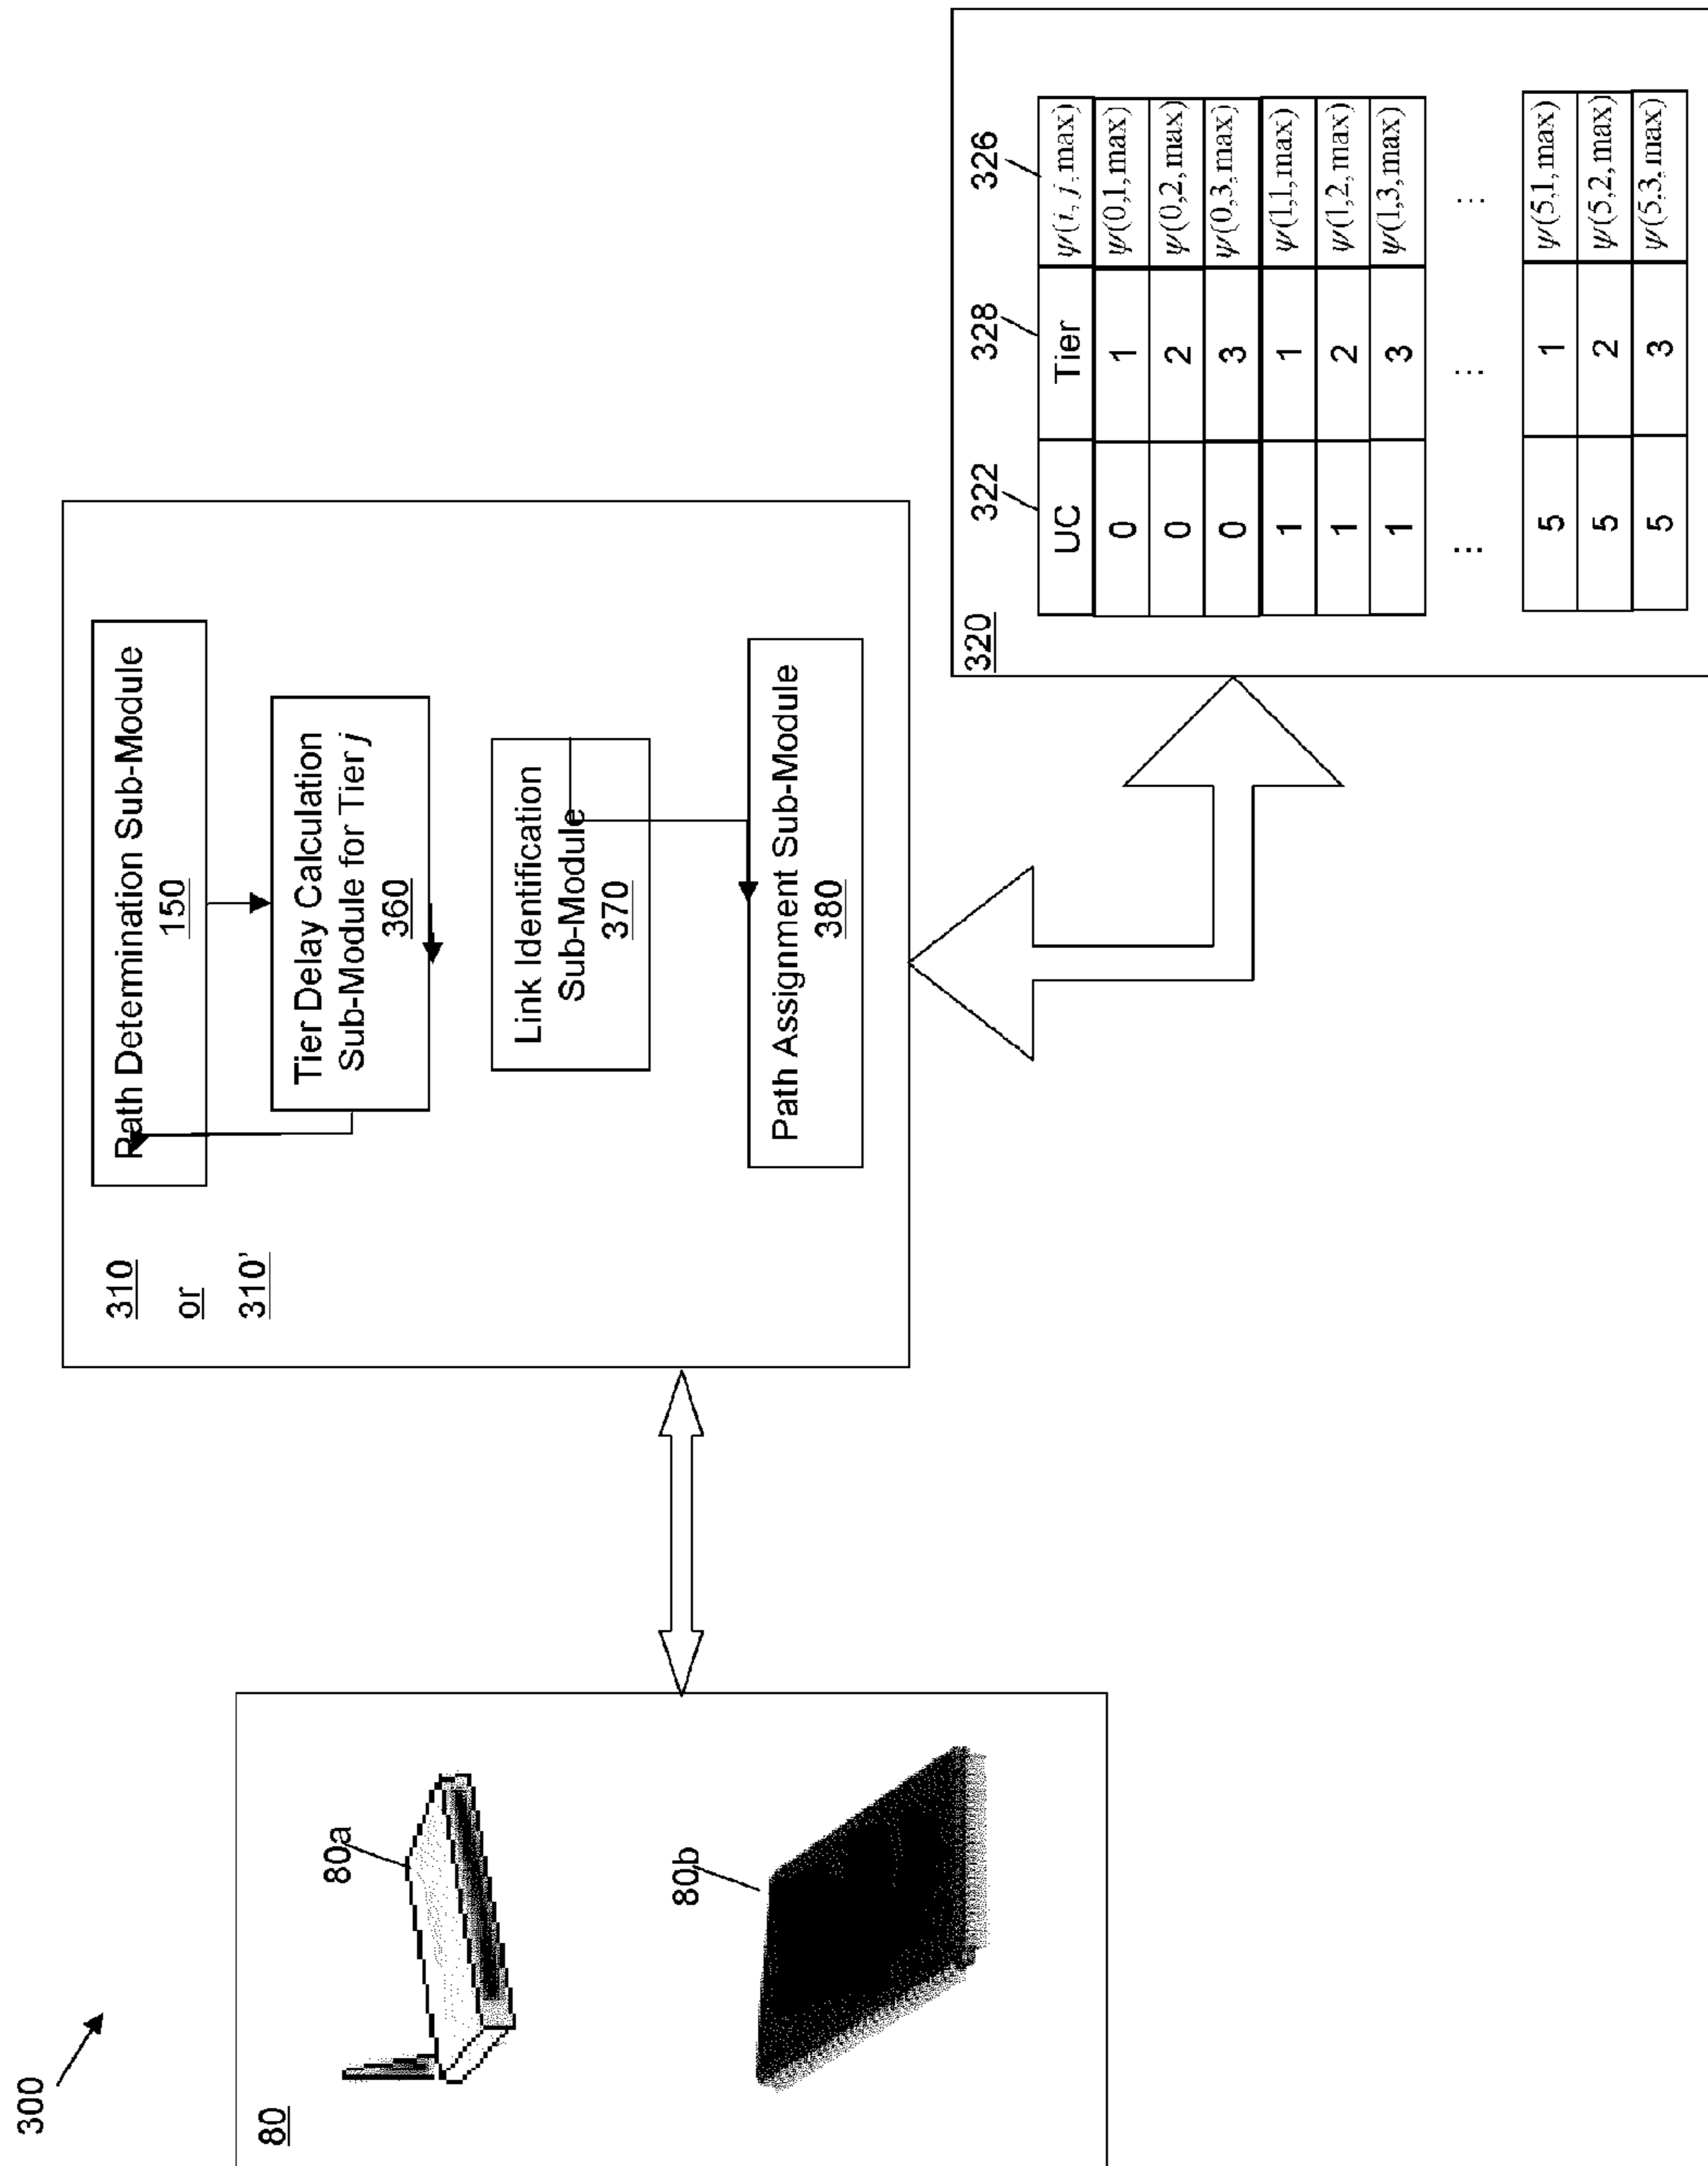 300
80
80a
80b
310
or
310'
Path Determination Sub-Module
150
Tier Delay Calculation
Sub-Module for Tier j
360
Link Identification
Sub-Module
370
Path Assignment Sub-Module
380
320
322 328 326
UC Tier ψ(i, j, max)
0 1 ψ(0,1,max)
0 2 ψ(0,2,max)
0 3 ψ(0,3,max)
1 1 ψ(1,1,max)
1 2 ψ(1,2,max)
1 3 ψ(1,3,max)
... ... ...
5 1 ψ(5,1,max)
5 2 ψ(5,2,max)
5 3 ψ(5,3,max)